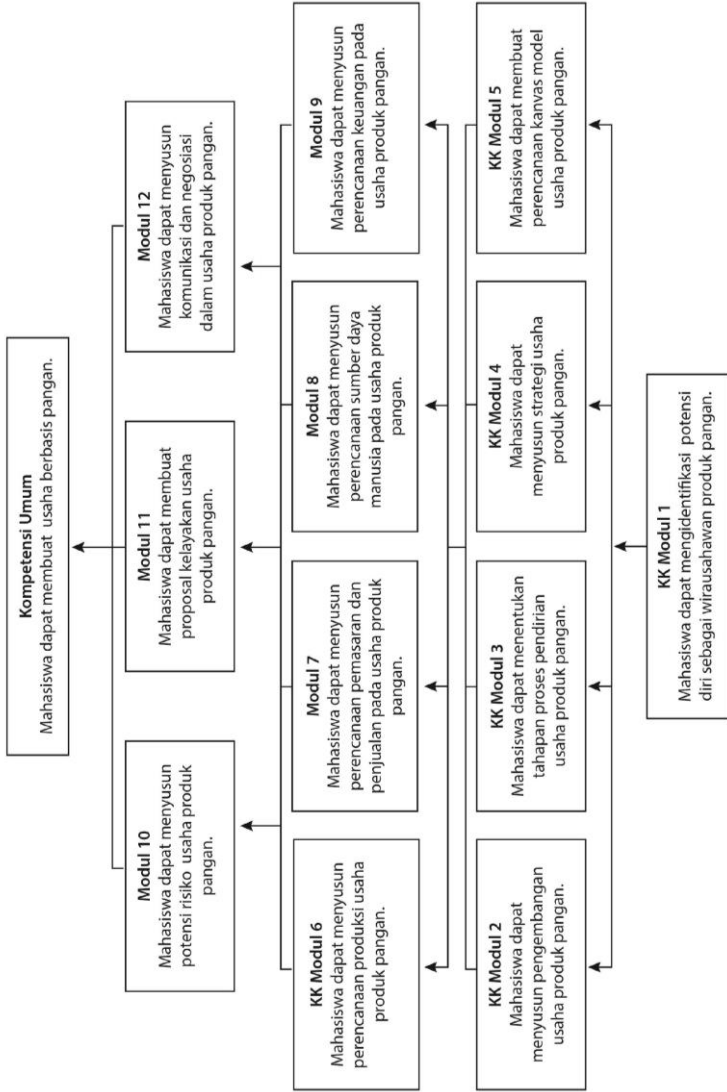 Kompetensi Umum
Mahasiswa dapat membuat usaha berbasis pangan.
Modul 10
Mahasiswa dapat menyusun
potensi risiko usaha produk
pangan.
Modul 11
Mahasiswa dapat membuat
proposal kelayakan usaha
produk pangan.
Modul 12
Mahasiswa dapat menyusun
komunikasi dan negosiasi
dalam usaha produk pangan.
KK Modul 6
Mahasiswa dapat menyusun
perencanaan produksi usaha
produk pangan.
Modul 7
Mahasiswa dapat menyusun
perencanaan pemasaran dan
penjualan pada usaha produk
pangan.
Modul 8
Mahasiswa dapat menyusun
perencanaan sumber daya
manusia pada usaha produk
pangan.
Modul 9
Mahasiswa dapat menyusun
perencanaan keuangan pada
usaha produk pangan.
KK Modul 2
Mahasiswa dapat
menyusun pengembangan
usaha produk pangan.
KK Modul 3
Mahasiswa dapat menentukan
tahapan proses pendirian
usaha produk pangan.
KK Modul 4
Mahasiswa dapat
menyusun strategi usaha
produk pangan.
KK Modul 5
Mahasiswa dapat membuat
perencanaan kanvas model
usaha produk pangan.
KK Modul 1
Mahasiswa dapat mengidentifikasi potensi
diri sebagai wirausahawan produk pangan.